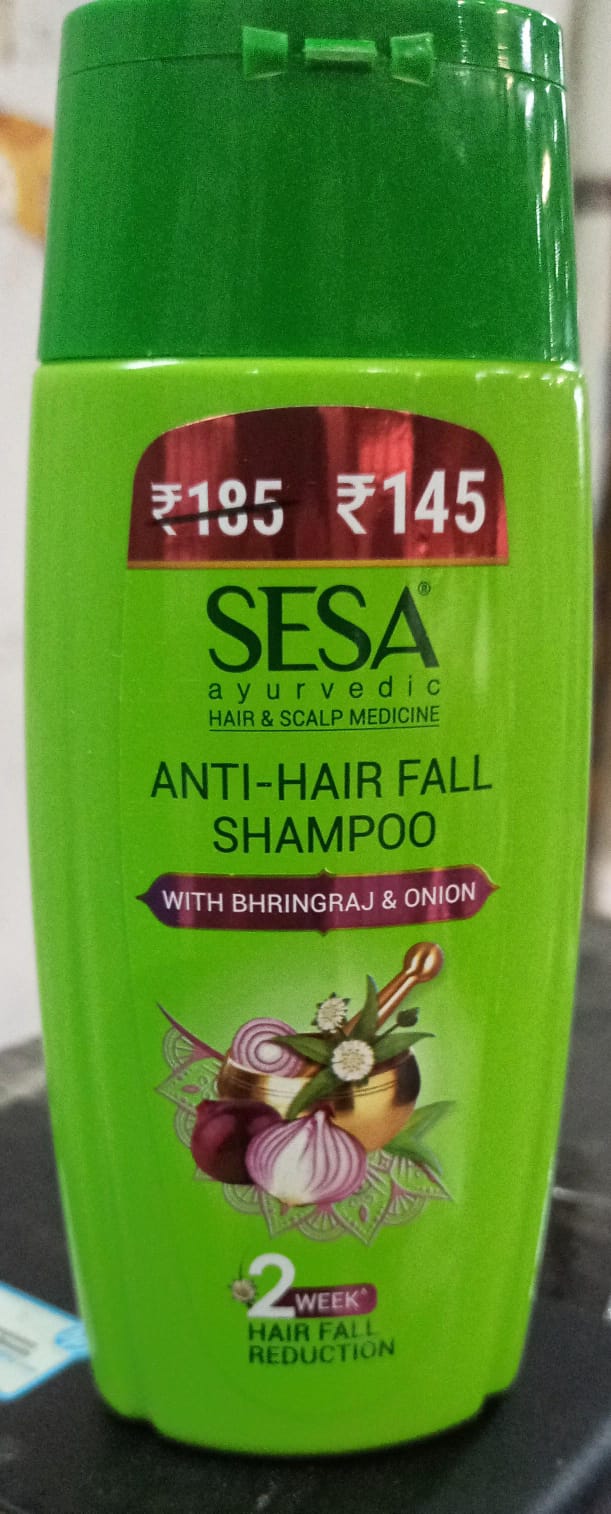 ₹185 ₹145
SESA®
ayurvedic
HAIR & SCALP MEDICINE
ANTI-HAIR FALL
SHAMPOO
WITH BHRINGRAJ & ONION
2 WEEK^
HAIR FALL
REDUCTION